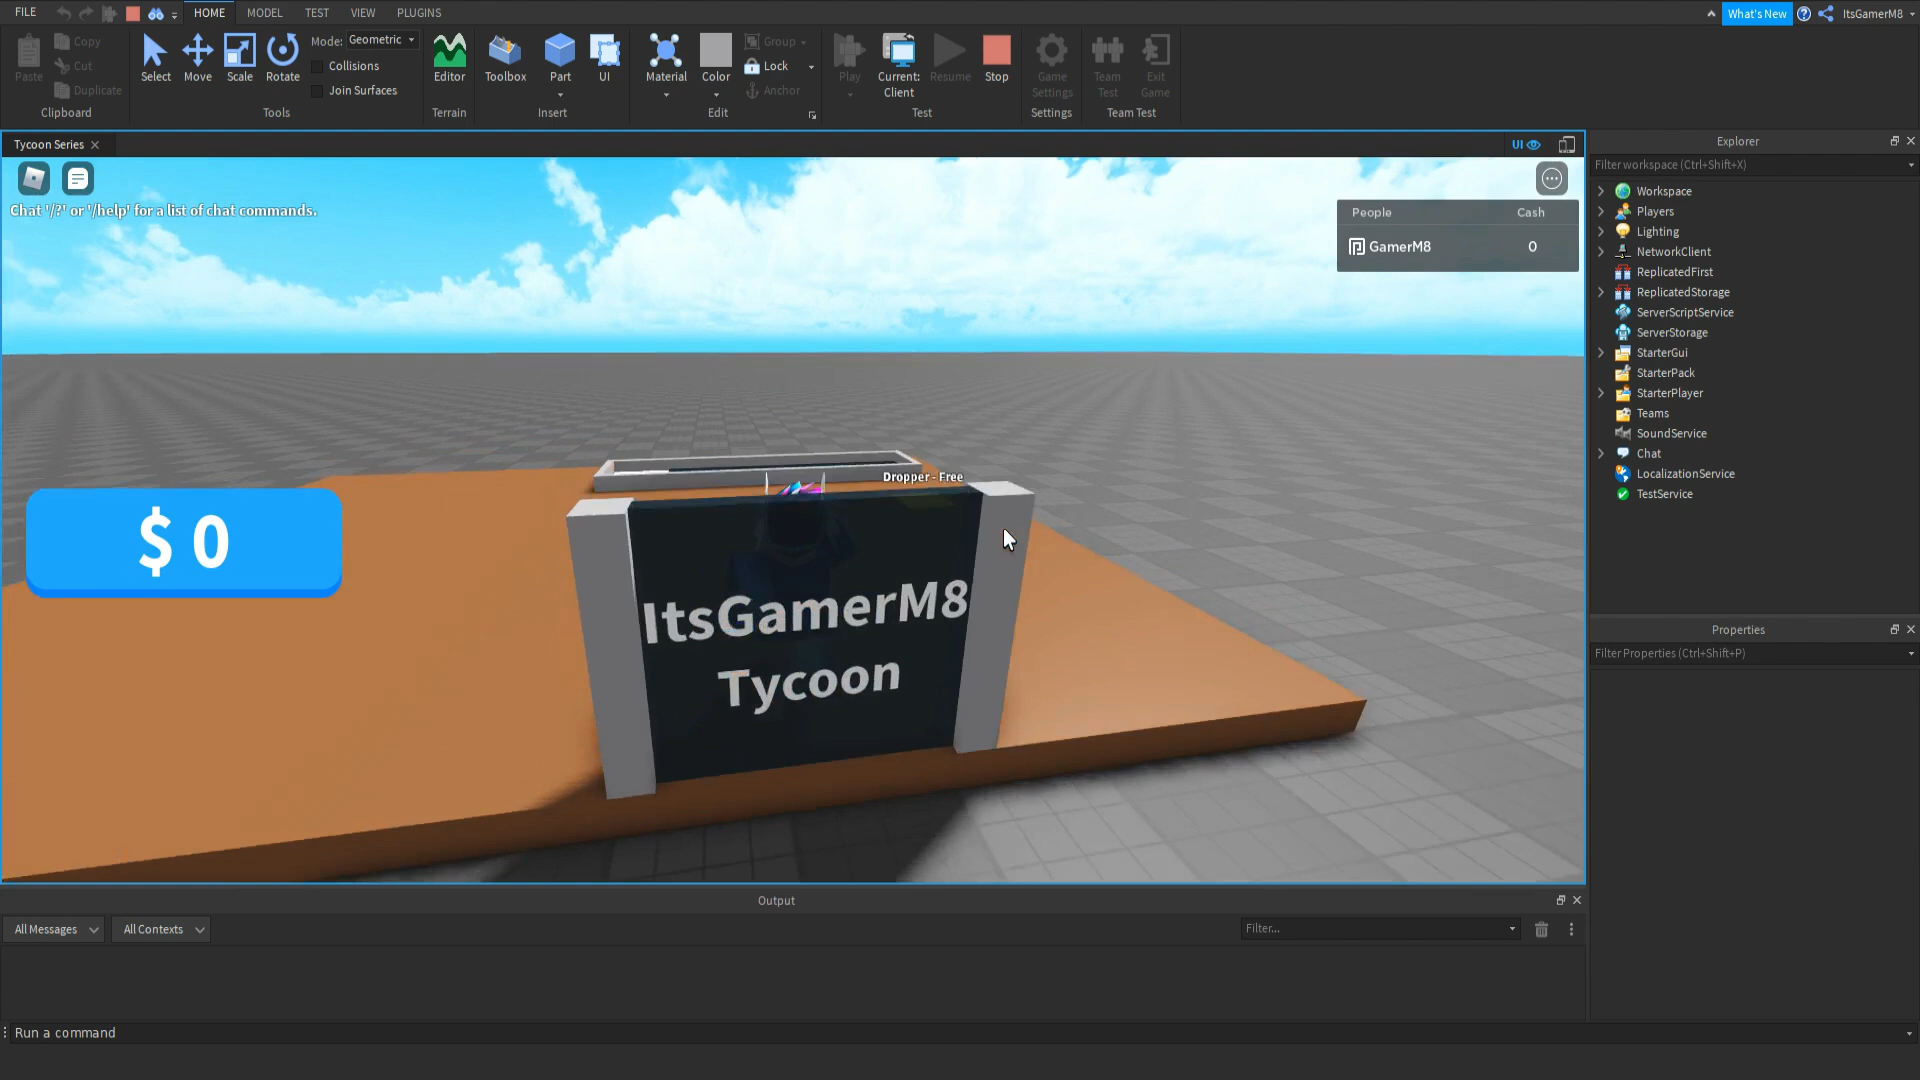 FILE
HOME
MODEL
TEST
VIEW
PLUGINS
What's New
ItsGamerM8
Paste
Copy
Cut
Duplicate
Clipboard
Select
Move
Scale
Rotate
Mode: Geometric
Collisions
Join Surfaces
Tools
Editor
Terrain
Toolbox
Part
UI
Insert
Material
Color
Group
Lock
Anchor
Edit
Play
Current:
Client
Resume
Stop
Test
Game
Settings
Settings
Team
Test
Exit
Game
Team Test
Tycoon Series
UI
Chat '/?' or '/help' for a list of chat commands.
People Cash
GamerM8 0
$ 0
Dropper - Free
ItsGamerM8
Tycoon
Explorer
Filter workspace (Ctrl+Shift+X)
Workspace
Players
Lighting
NetworkClient
ReplicatedFirst
ReplicatedStorage
ServerScriptService
ServerStorage
StarterGui
StarterPack
StarterPlayer
Teams
SoundService
Chat
LocalizationService
TestService
Properties
Filter Properties (Ctrl+Shift+P)
Output
All Messages
All Contexts
Filter...
Run a command